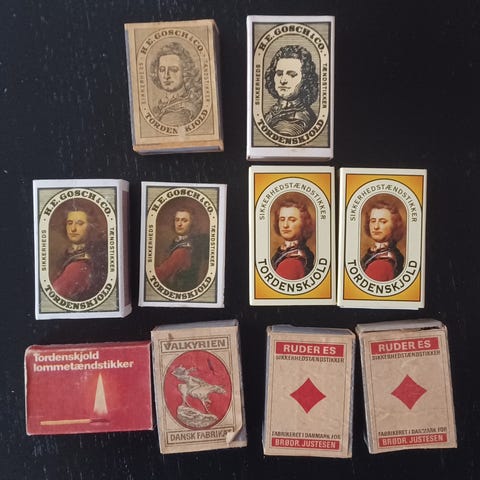 H.E. GOSCH & CO.
SIKKERHEDS
TÆNDSTIKKER
TORDENSKJOLD
H.E. GOSCH & CO.
SIKKERHEDS
TÆNDSTIKKER
TORDENSKJOLD
H.E. GOSCH & CO.
SIKKERHEDS
TÆNDSTIKKER
TORDENSKJOLD
H.E. GOSCH & CO.
SIKKERHEDS
TÆNDSTIKKER
TORDENSKJOLD
SIKKERHEDSTÆNDSTIKKER
TORDENSKJOLD
SIKKERHEDSTÆNDSTIKKER
TORDENSKJOLD
Tordenskjold
lommetændstikker
VALKYRIEN
DANSK FABRIKAT
RUDER ES
SIKKERHEDSTÆNDSTIKKER
FABRIKERET I DANMARK FOR
BRØDR. JUSTESEN
RUDER ES
SIKKERHEDSTÆNDSTIKKER
FABRIKERET I DANMARK FOR
BRØDR. JUSTESEN